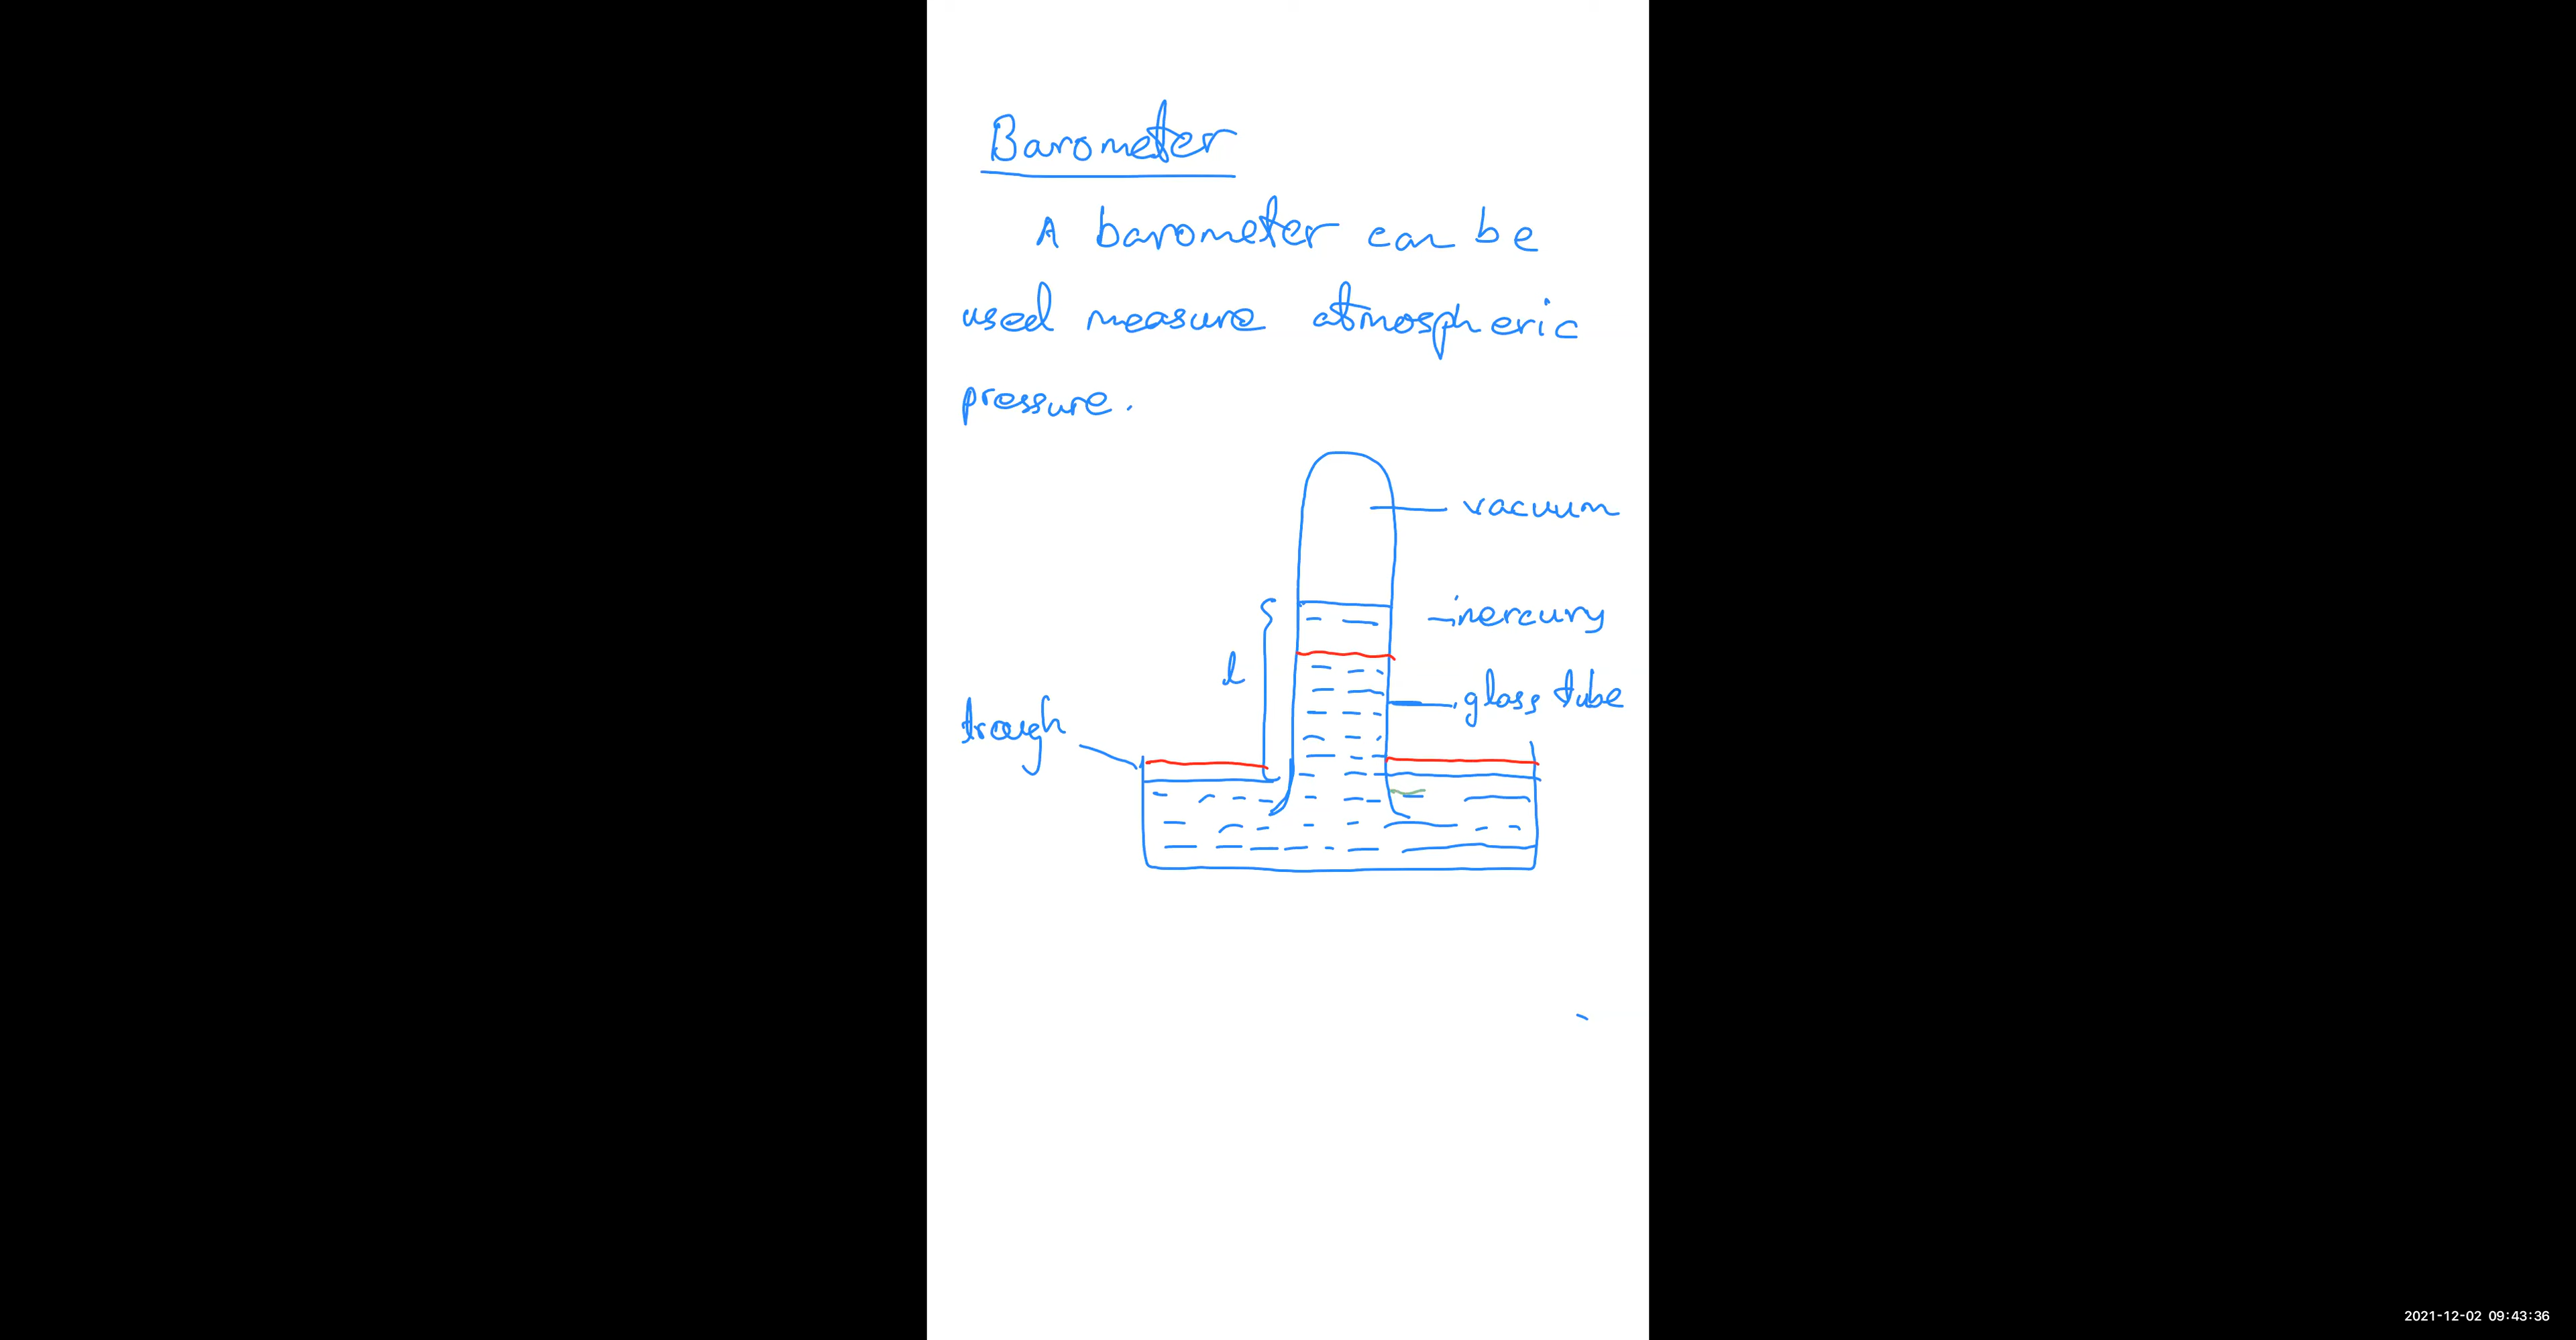 Barometer
A barometer can be
used measure atmospheric
pressure.
vacuum
mercury
l
glass tube
trough
2021-12-02 09:43:36